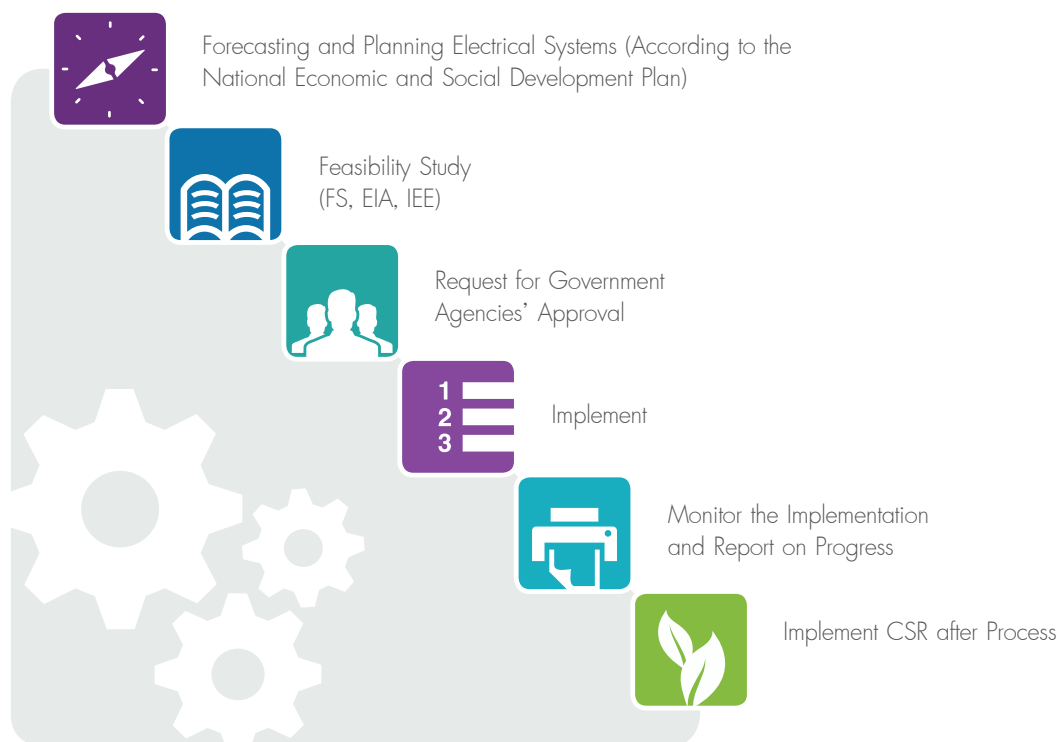 Forecasting and Planning Electrical Systems (According to the
National Economic and Social Development Plan)
Feasibility Study
(FS, EIA, IEE)
Request for Government
Agencies’ Approval
1
2
3
Implement
Monitor the Implementation
and Report on Progress
Implement CSR after Process